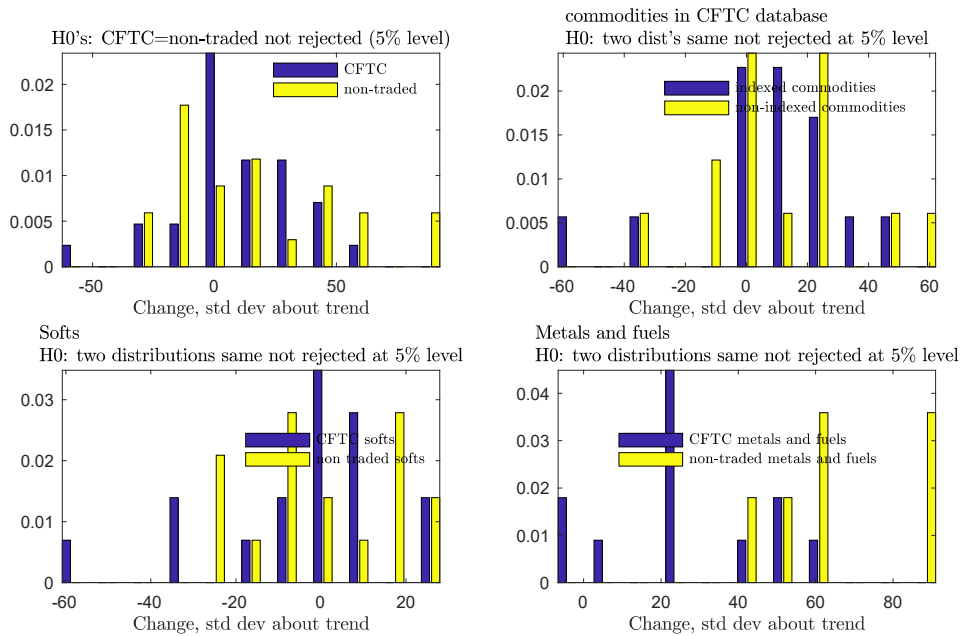 H0's: CFTC=non-traded not rejected (5% level)
CFTC
non-traded
0.02
0.015
0.01
0.005
0
-50
0
50
Change, std dev about trend
commodities in CFTC database
H0: two dist's same not rejected at 5% level
indexed commodities
non-indexed commodities
0.02
0.015
0.01
0.005
0
-60
-40
-20
0
20
40
60
Change, std dev about trend
Softs
H0: two distributions same not rejected at 5% level
CFTC softs
non traded softs
0.03
0.02
0.01
0
-60
-40
-20
0
20
Change, std dev about trend
Metals and fuels
H0: two distributions same not rejected at 5% level
CFTC metals and fuels
non-traded metals and fuels
0.04
0.03
0.02
0.01
0
0
20
40
60
80
Change, std dev about trend